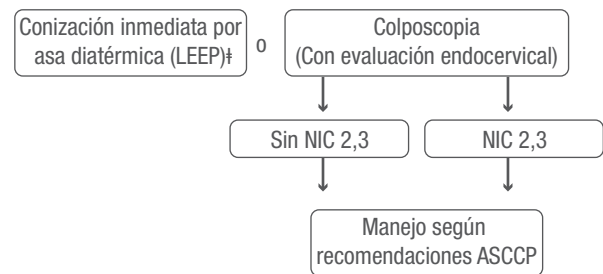 Conización inmediata por
asa diatérmica (LEEP)ǂ
o
Colposcopia
(Con evaluación endocervical)
Sin NIC 2,3
NIC 2,3
Manejo según
recomendaciones ASCCP